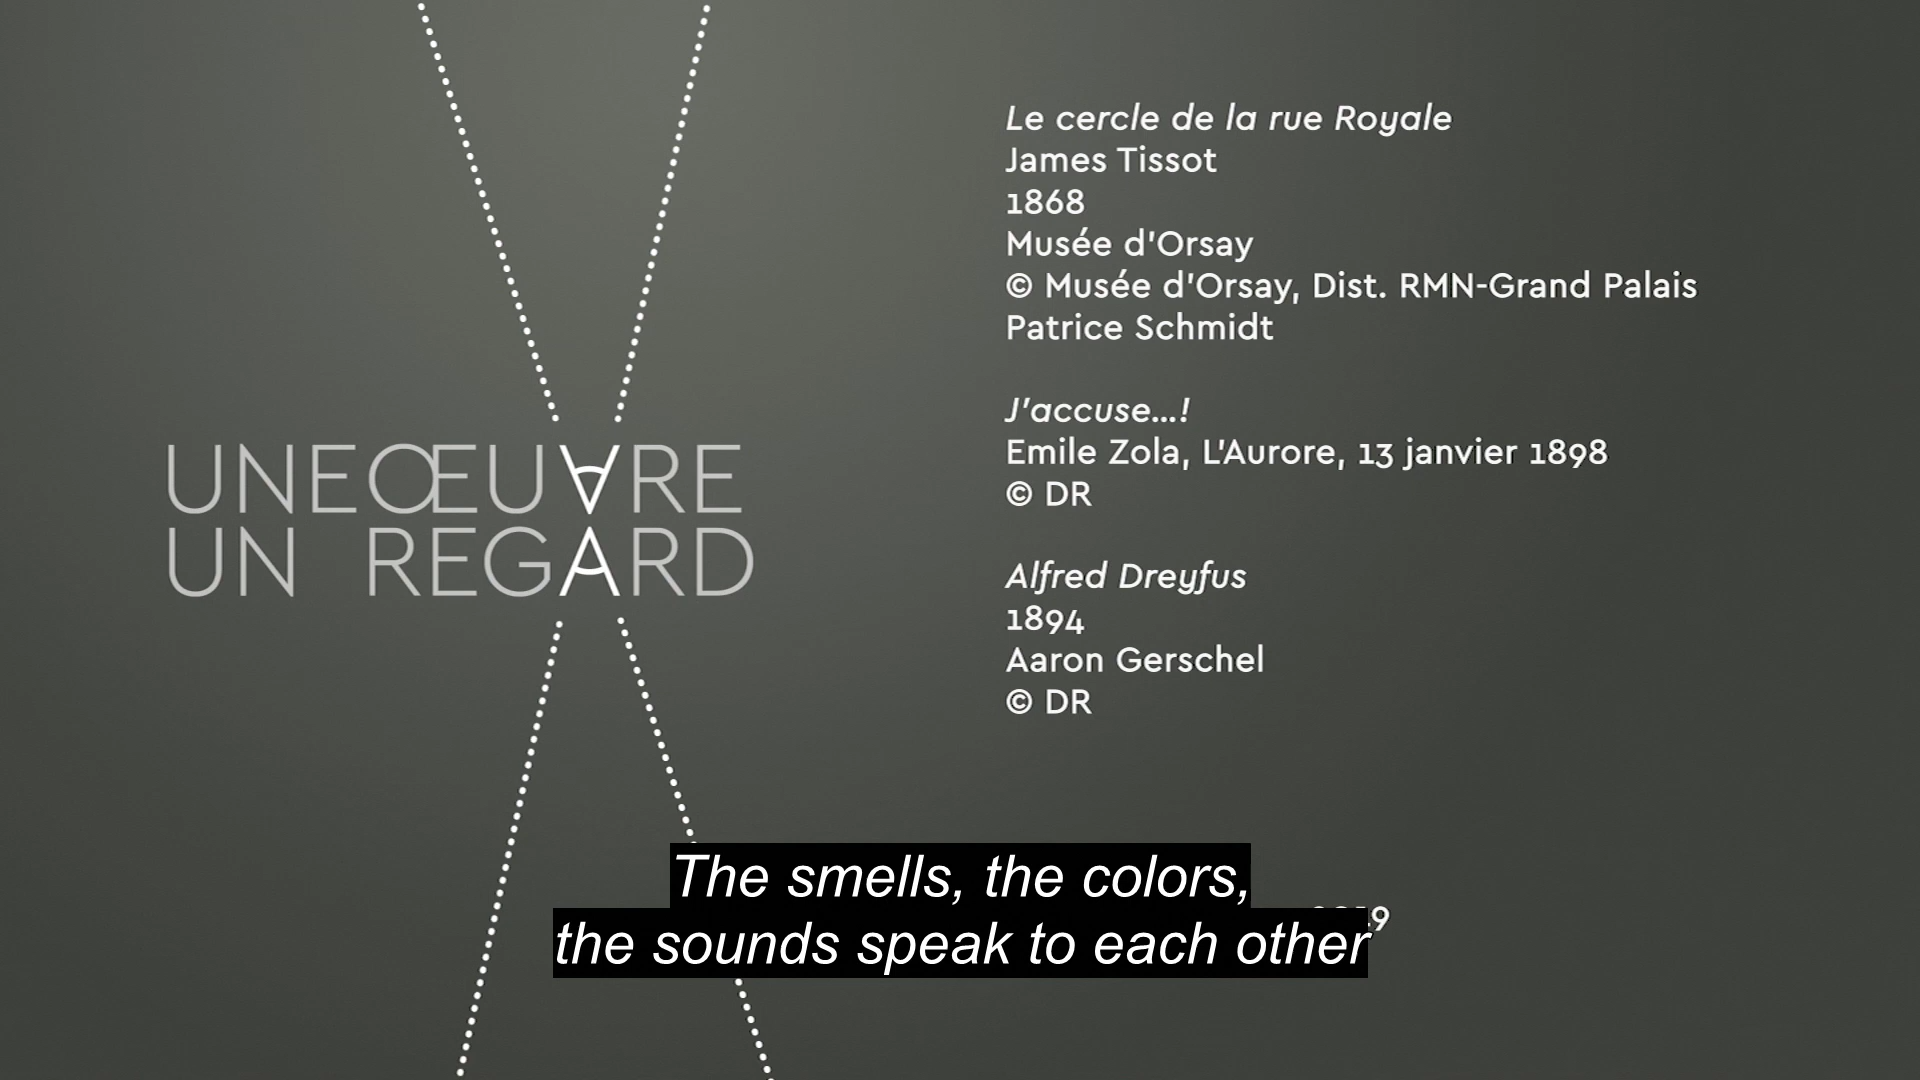 UNE ŒUVRE
UN REGARD
Le cercle de la rue Royale
James Tissot
1868
Musée d'Orsay
© Musée d'Orsay, Dist. RMN-Grand Palais
Patrice Schmidt
J'accuse...!
Emile Zola, L'Aurore, 13 janvier 1898
© DR
Alfred Dreyfus
1894
Aaron Gerschel
© DR
The smells, the colors,
the sounds speak to each other